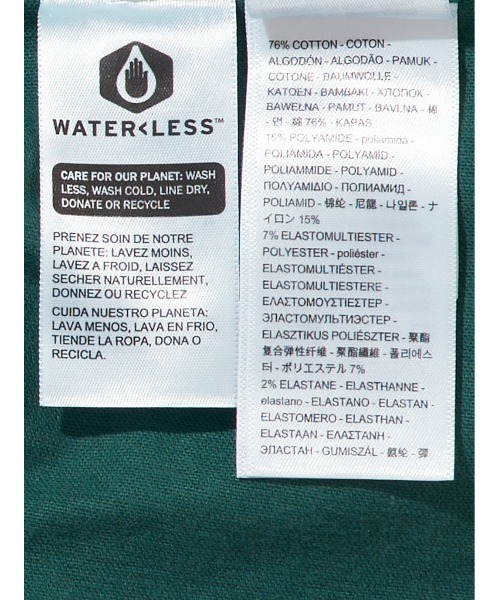 WATER<LESS™
CARE FOR OUR PLANET: WASH
LESS, WASH COLD, LINE DRY,
DONATE OR RECYCLE
PRENEZ SOIN DE NOTRE
PLANETE: LAVEZ MOINS,
LAVEZ A FROID, LAISSEZ
SECHER NATURELLEMENT,
DONNEZ OU RECYCLEZ
CUIDA NUESTRO PLANETA:
LAVA MENOS, LAVA EN FRIO,
TIENDE LA ROPA, DONA O
RECICLA.
76% COTTON - COTON -
ALGODÓN - ALGODÃO - PAMUK -
COTONE - BAUMWOLLE -
KATOEN - ΒΑΜΒΑΚΙ - ХЛОПОК -
BAWEŁNA - PAMUT - BAVLNA - 棉
- 면 - 綿 76% - KAPAS
15% POLYAMIDE - poliamida -
POLIAMIDA - POLYAMID -
POLIAMMIDE - POLYAMID -
ΠΟΛΥΑΜΙΔΙΟ - ПОЛИАМИД -
POLIAMID - 锦纶 - 尼龍 - 나일론 - ナ
イロン 15%
7% ELASTOMULTIESTER -
POLYESTER - poliéster -
ELASTOMULTIÉSTER -
ELASTOMULTIESTERE -
ΕΛΑΣΤΟΜΟΥΣΤΙΕΣΤΕΡ -
ЭЛАСТОМУЛЬТИЭСТЕР -
ELASZTIKUS POLIÉSZTER - 聚酯
复合弹性纤维 - 聚酯纖維 - 폴리에스
터 - ポリエステル 7%
2% ELASTANE - ELASTHANNE -
elastano - ELASTANO - ELASTAN -
ELASTOMERO - ELASTHAN -
ELASTAAN - ΕΛΑΣΤΑΝΗ -
ЭЛАСТАН - GUMISZÁL - 氨纶 - 彈